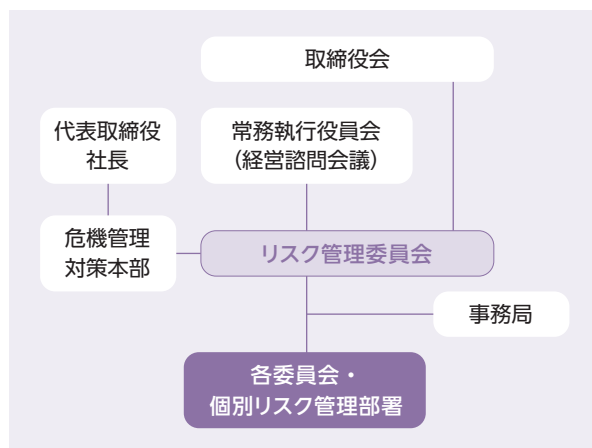 取締役会
代表取締役
社長
常務執行役員会
（経営諮問会議）
危機管理
対策本部
リスク管理委員会
事務局
各委員会・
個別リスク管理部署